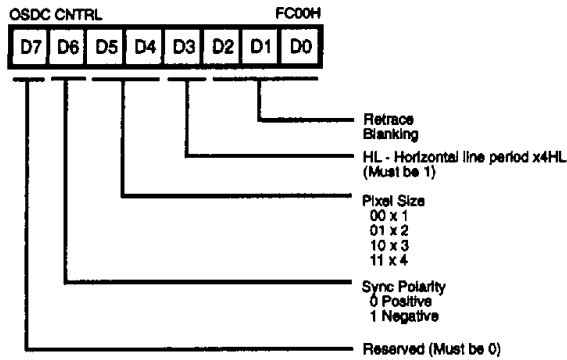 OSDC CNTRL FC00H
D7 D6 D5 D4 D3 D2 D1 D0
Retrace
Blanking
HL - Horizontal line period x4HL
(Must be 1)
Pixel Size
00 x 1
01 x 2
10 x 3
11 x 4
Sync Polarity
0 Positive
1 Negative
Reserved (Must be 0)